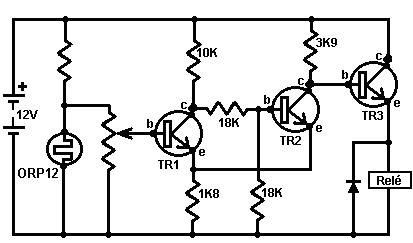 3K9
10K
c
c
c
b
b
b
+
12V
18K
TR3
e
TR2
e
ORP12
TR1
e
1K8
18K
Relé